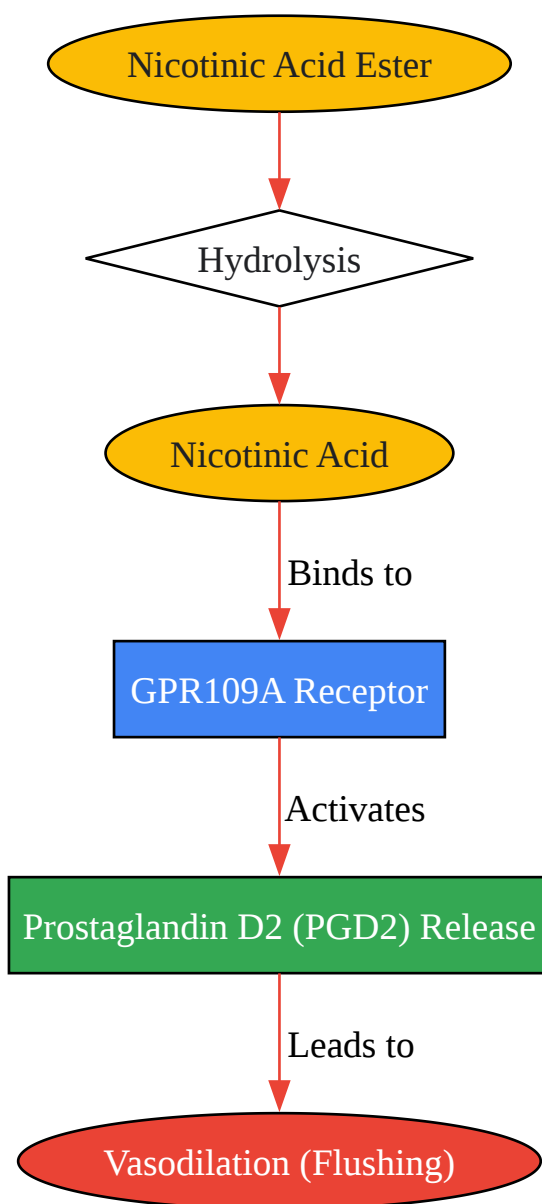 Nicotinic Acid Ester
Hydrolysis
Nicotinic Acid
Binds to
GPR109A Receptor
Activates
Prostaglandin D2 (PGD2) Release
Leads to
Vasodilation (Flushing)